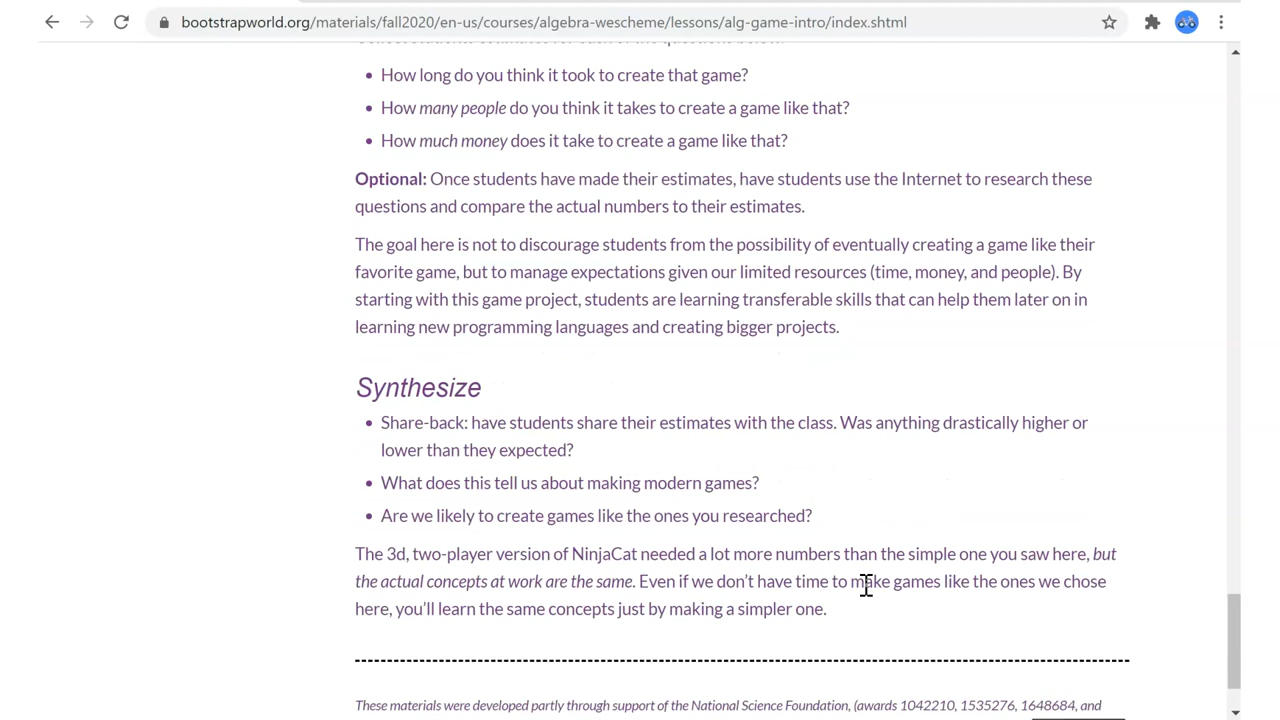 bootstrapworld.org/materials/fall2020/en-us/courses/algebra-wescheme/lessons/alg-game-intro/index.shtml
• How long do you think it took to create that game?
• How many people do you think it takes to create a game like that?
• How much money does it take to create a game like that?
Optional: Once students have made their estimates, have students use the Internet to research these
questions and compare the actual numbers to their estimates.
The goal here is not to discourage students from the possibility of eventually creating a game like their
favorite game, but to manage expectations given our limited resources (time, money, and people). By
starting with this game project, students are learning transferable skills that can help them later on in
learning new programming languages and creating bigger projects.
Synthesize
• Share-back: have students share their estimates with the class. Was anything drastically higher or
lower than they expected?
• What does this tell us about making modern games?
• Are we likely to create games like the ones you researched?
The 3d, two-player version of NinjaCat needed a lot more numbers than the simple one you saw here, but
the actual concepts at work are the same. Even if we don’t have time to make games like the ones we chose
here, you’ll learn the same concepts just by making a simpler one.
These materials were developed partly through support of the National Science Foundation, (awards 1042210, 1535276, 1648684, and